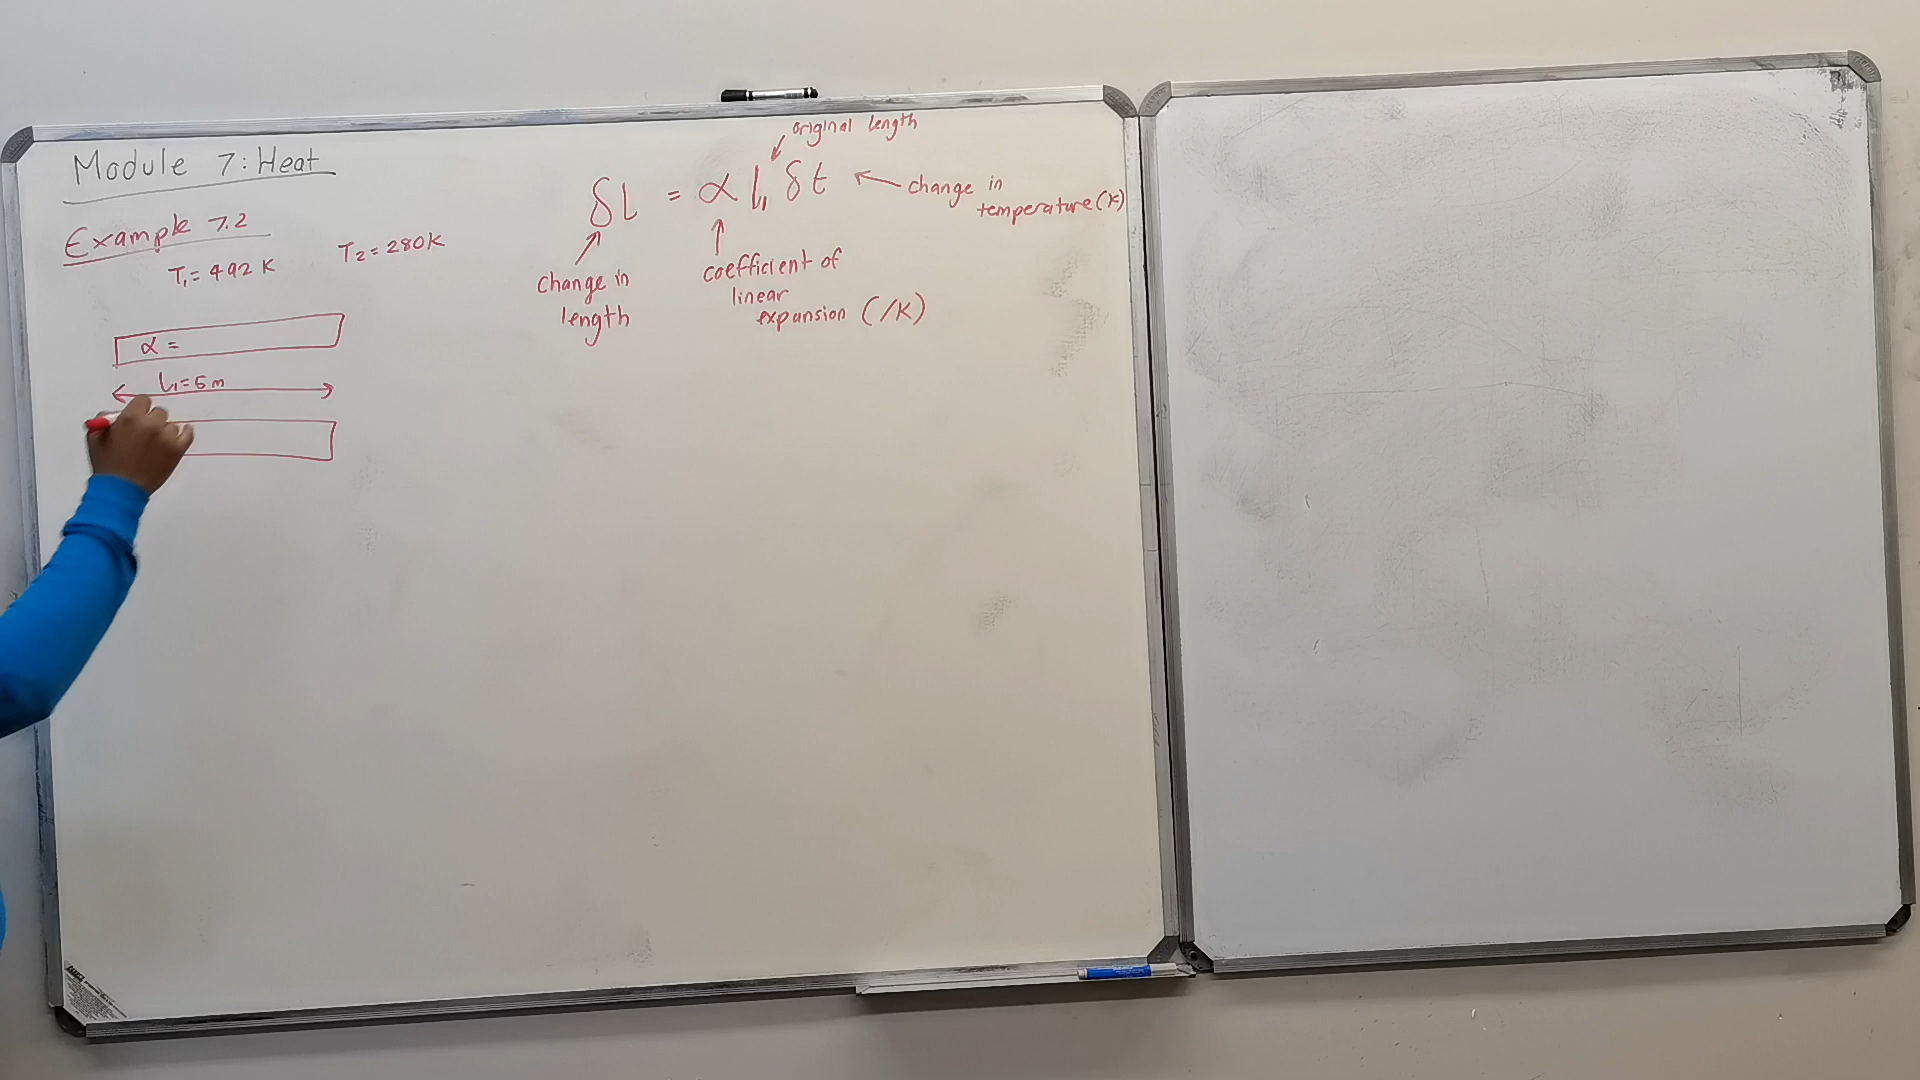 Module 7: Heat
Example 7.2
T₁ = 492 K
T₂ = 280K
α =
L₁ = 5 m
original length
δL = α L₁ δt
change in
temperature (K)
change in
length
coefficient of
linear
expansion (/K)